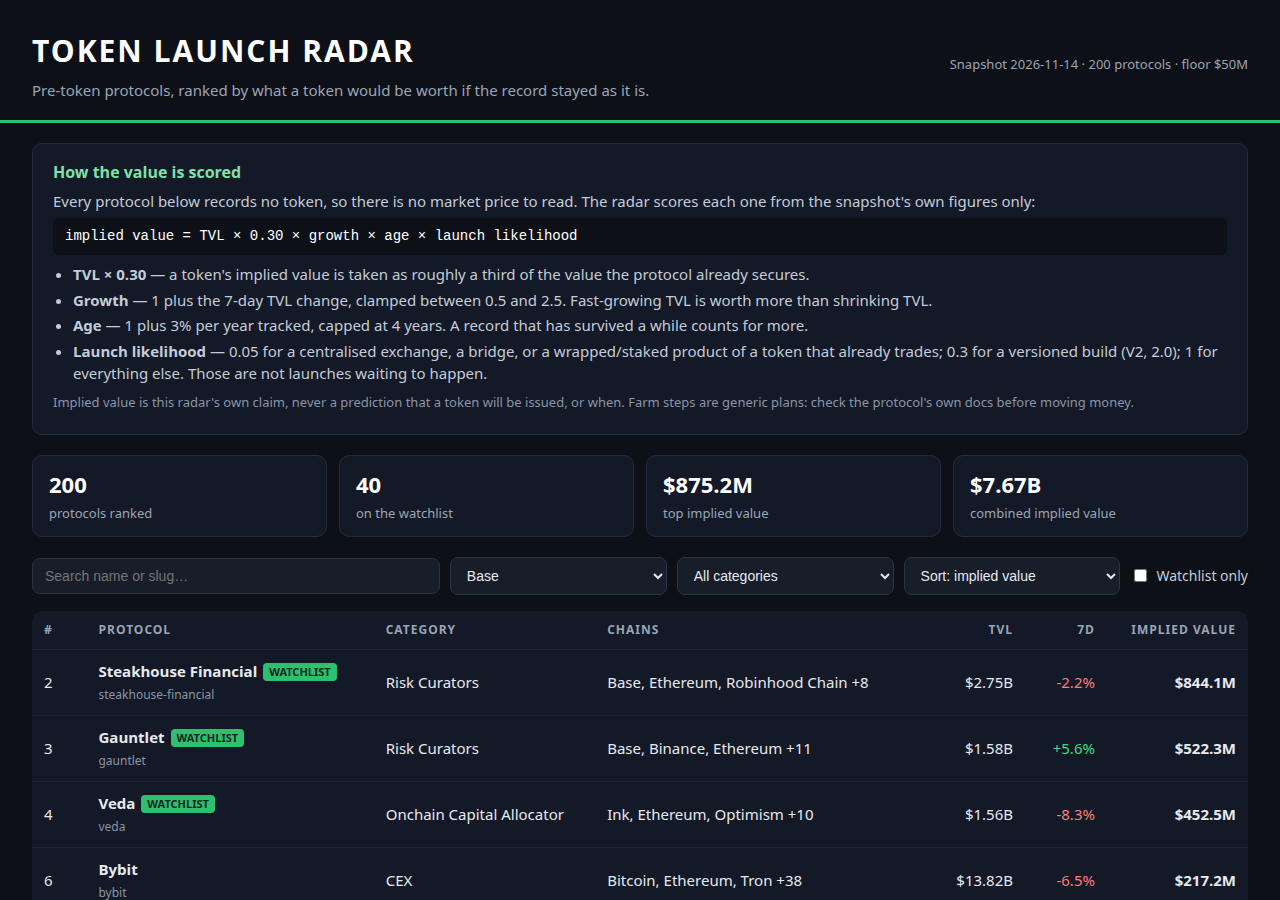 TOKEN LAUNCH RADAR
Pre-token protocols, ranked by what a token would be worth if the record stayed as it is.
Snapshot 2026-11-14 · 200 protocols · floor $50M
How the value is scored
Every protocol below records no token, so there is no market price to read. The radar scores each one from the snapshot's own figures only:
implied value = TVL × 0.30 × growth × age × launch likelihood
• TVL × 0.30 — a token's implied value is taken as roughly a third of the value the protocol already secures.
• Growth — 1 plus the 7-day TVL change, clamped between 0.5 and 2.5. Fast-growing TVL is worth more than shrinking TVL.
• Age — 1 plus 3% per year tracked, capped at 4 years. A record that has survived a while counts for more.
• Launch likelihood — 0.05 for a centralised exchange, a bridge, or a wrapped/staked product of a token that already trades; 0.3 for a versioned build (V2, 2.0); 1 for
everything else. Those are not launches waiting to happen.
Implied value is this radar's own claim, never a prediction that a token will be issued, or when. Farm steps are generic plans: check the protocol's own docs before moving money.
200
protocols ranked
40
on the watchlist
$875.2M
top implied value
$7.67B
combined implied value
Search name or slug…
Base
All categories
Sort: implied value
Watchlist only
# PROTOCOL CATEGORY CHAINS TVL 7D IMPLIED VALUE
2 Steakhouse Financial WATCHLIST Risk Curators Base, Ethereum, Robinhood Chain +8 $2.75B -2.2% $844.1M
steakhouse-financial
3 Gauntlet WATCHLIST Risk Curators Base, Binance, Ethereum +11 $1.58B +5.6% $522.3M
gauntlet
4 Veda WATCHLIST Onchain Capital Allocator Ink, Ethereum, Optimism +10 $1.56B -8.3% $452.5M
veda
6 Bybit CEX Bitcoin, Ethereum, Tron +38 $13.82B -6.5% $217.2M
bybit